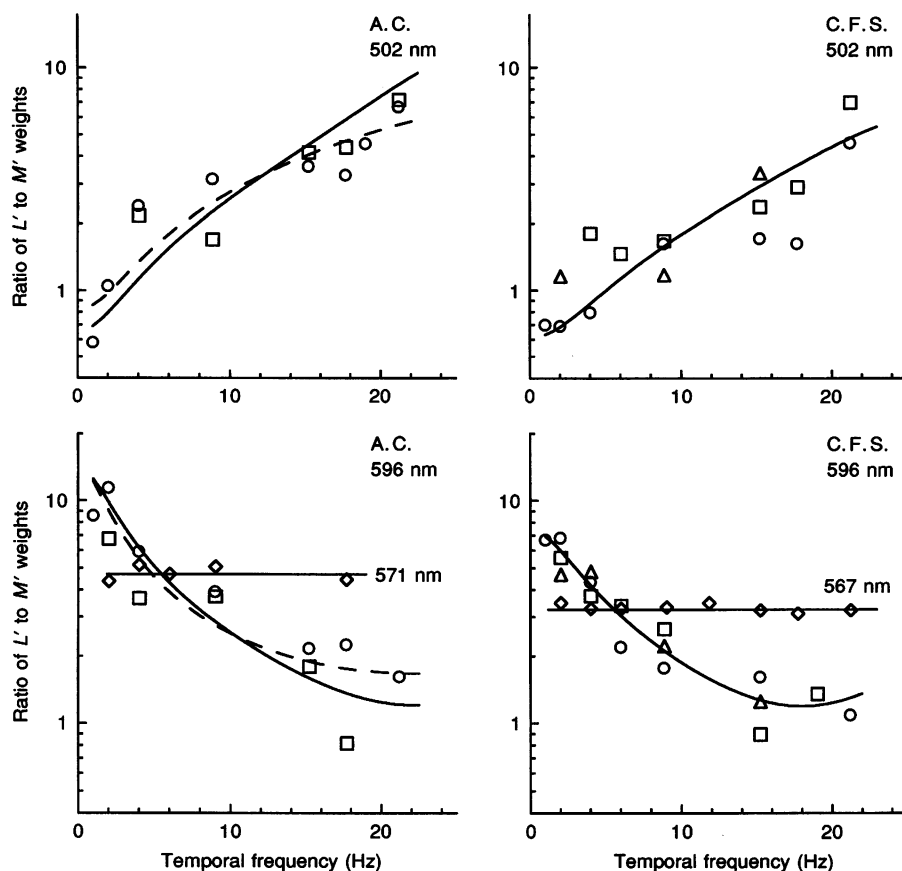 A.C.
502 nm
10
1
0
10
20
Ratio of L′ to M′ weights
C.F.S.
502 nm
10
1
0
10
20
A.C.
596 nm
10
571 nm
1
0
10
20
Ratio of L′ to M′ weights
Temporal frequency (Hz)
C.F.S.
596 nm
10
567 nm
1
0
10
20
Temporal frequency (Hz)